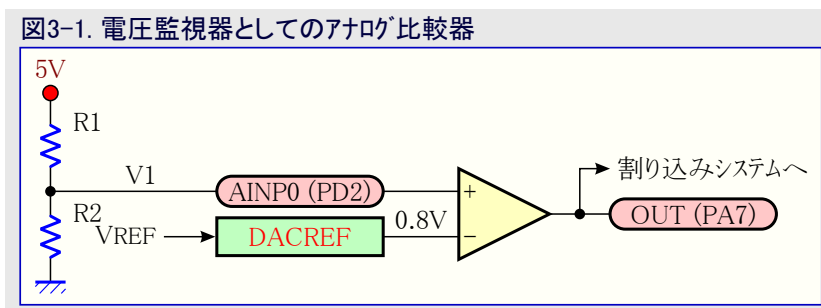 図3-1. 電圧監視器としてのアナログ比較器
5V
R1
V1
AINP0 (PD2)
+
割り込みシステムへ
R2
VREF
DACREF
0.8V
−
OUT (PA7)